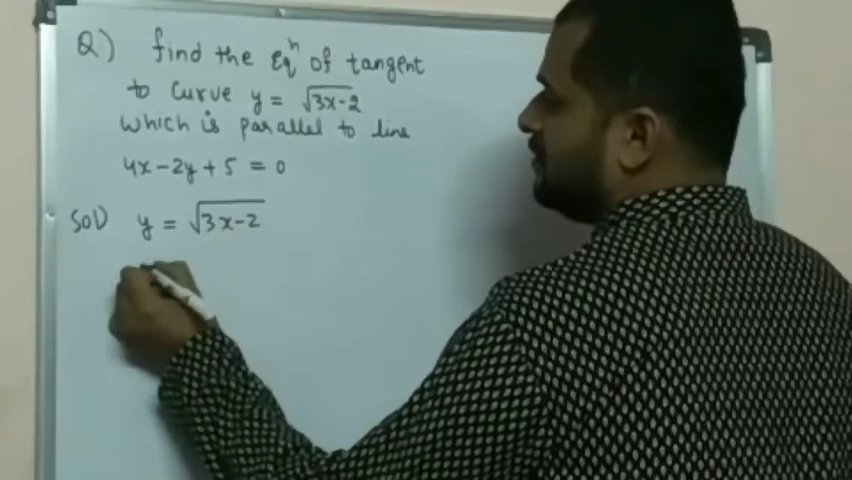 Q) find the Eqⁿ of tangent
to curve y = √3x-2
which is parallel to line
4x-2y+5 = 0
Sol) y = √3x-2